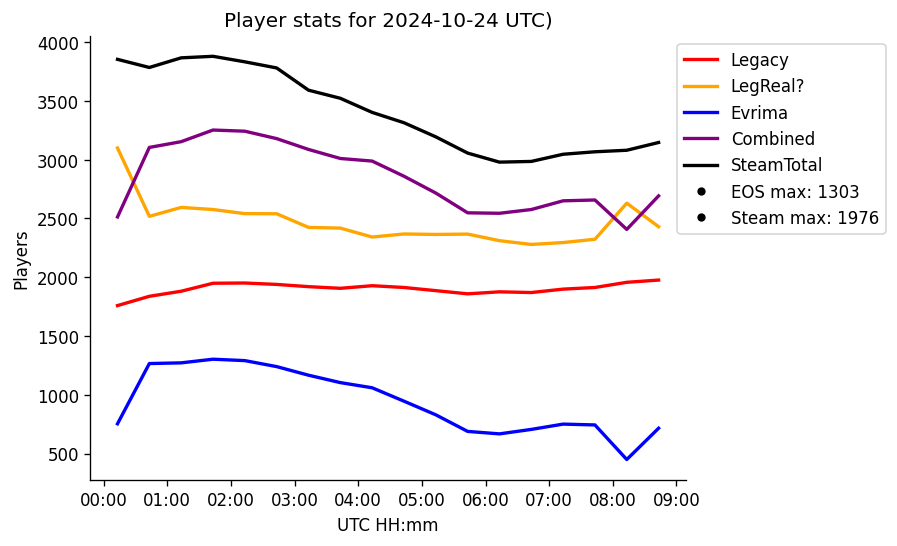 Player stats for 2024-10-24 UTC)
Players
4000
3500
3000
2500
2000
1500
1000
500
00:00 01:00 02:00 03:00 04:00 05:00 06:00 07:00 08:00 09:00
UTC HH:mm
Legacy
LegReal?
Evrima
Combined
SteamTotal
EOS max: 1303
Steam max: 1976